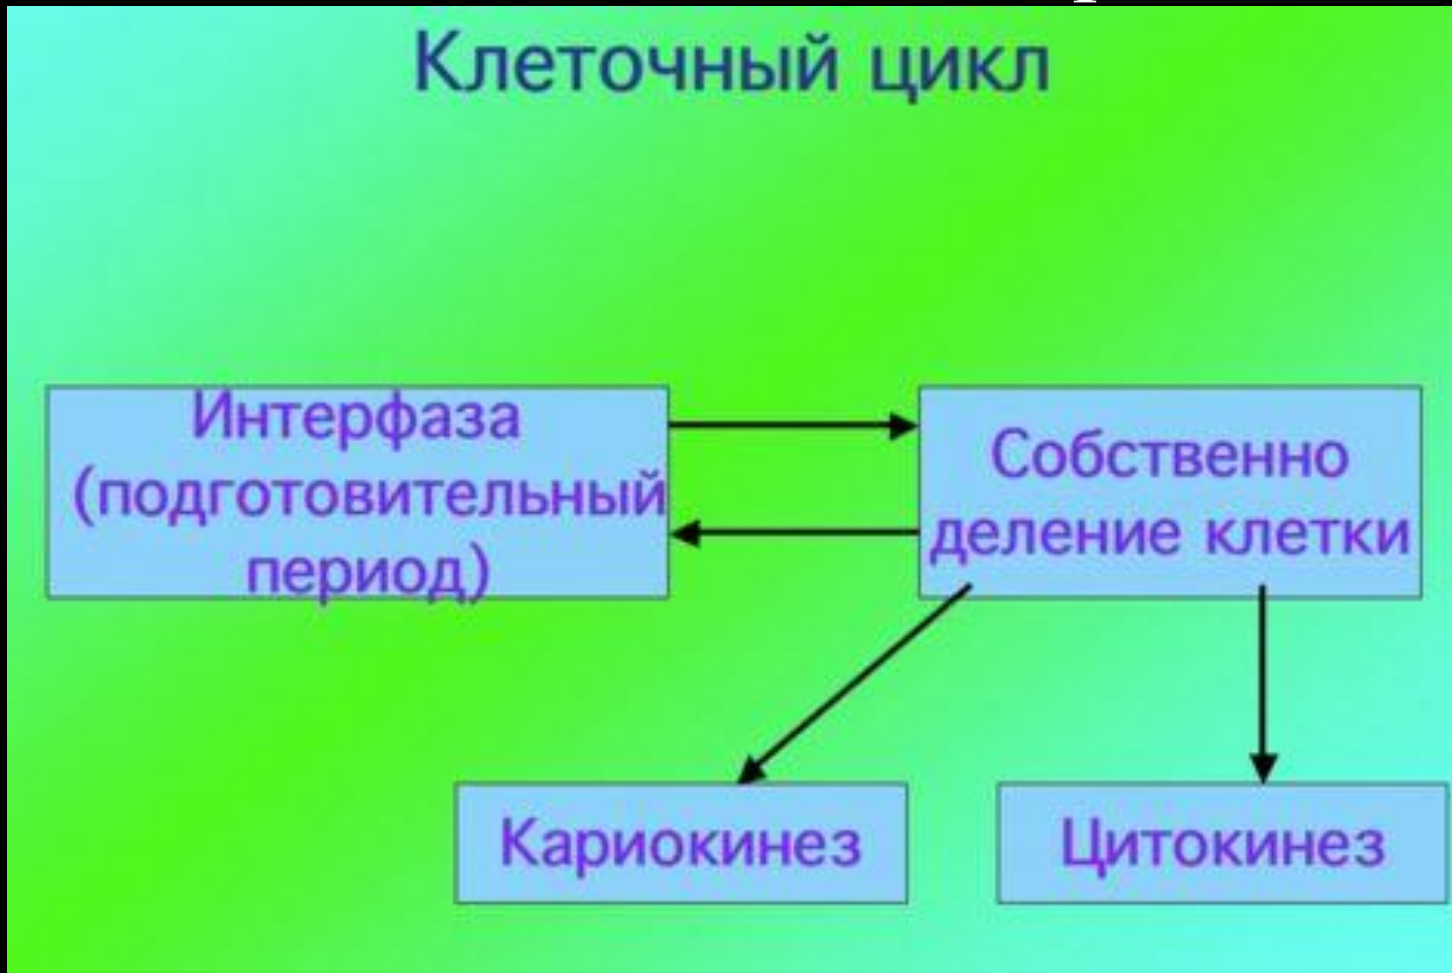 Клеточный цикл
Интерфаза
(подготовительный
период)
Собственно
деление клетки
Кариокинез
Цитокинез